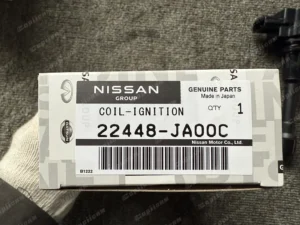 NISSAN
GROUP
GENUINE PARTS
Made in Japan
COIL-IGNITION
QTY 1
22448-JA00C
Nissan Motor Co., Ltd.